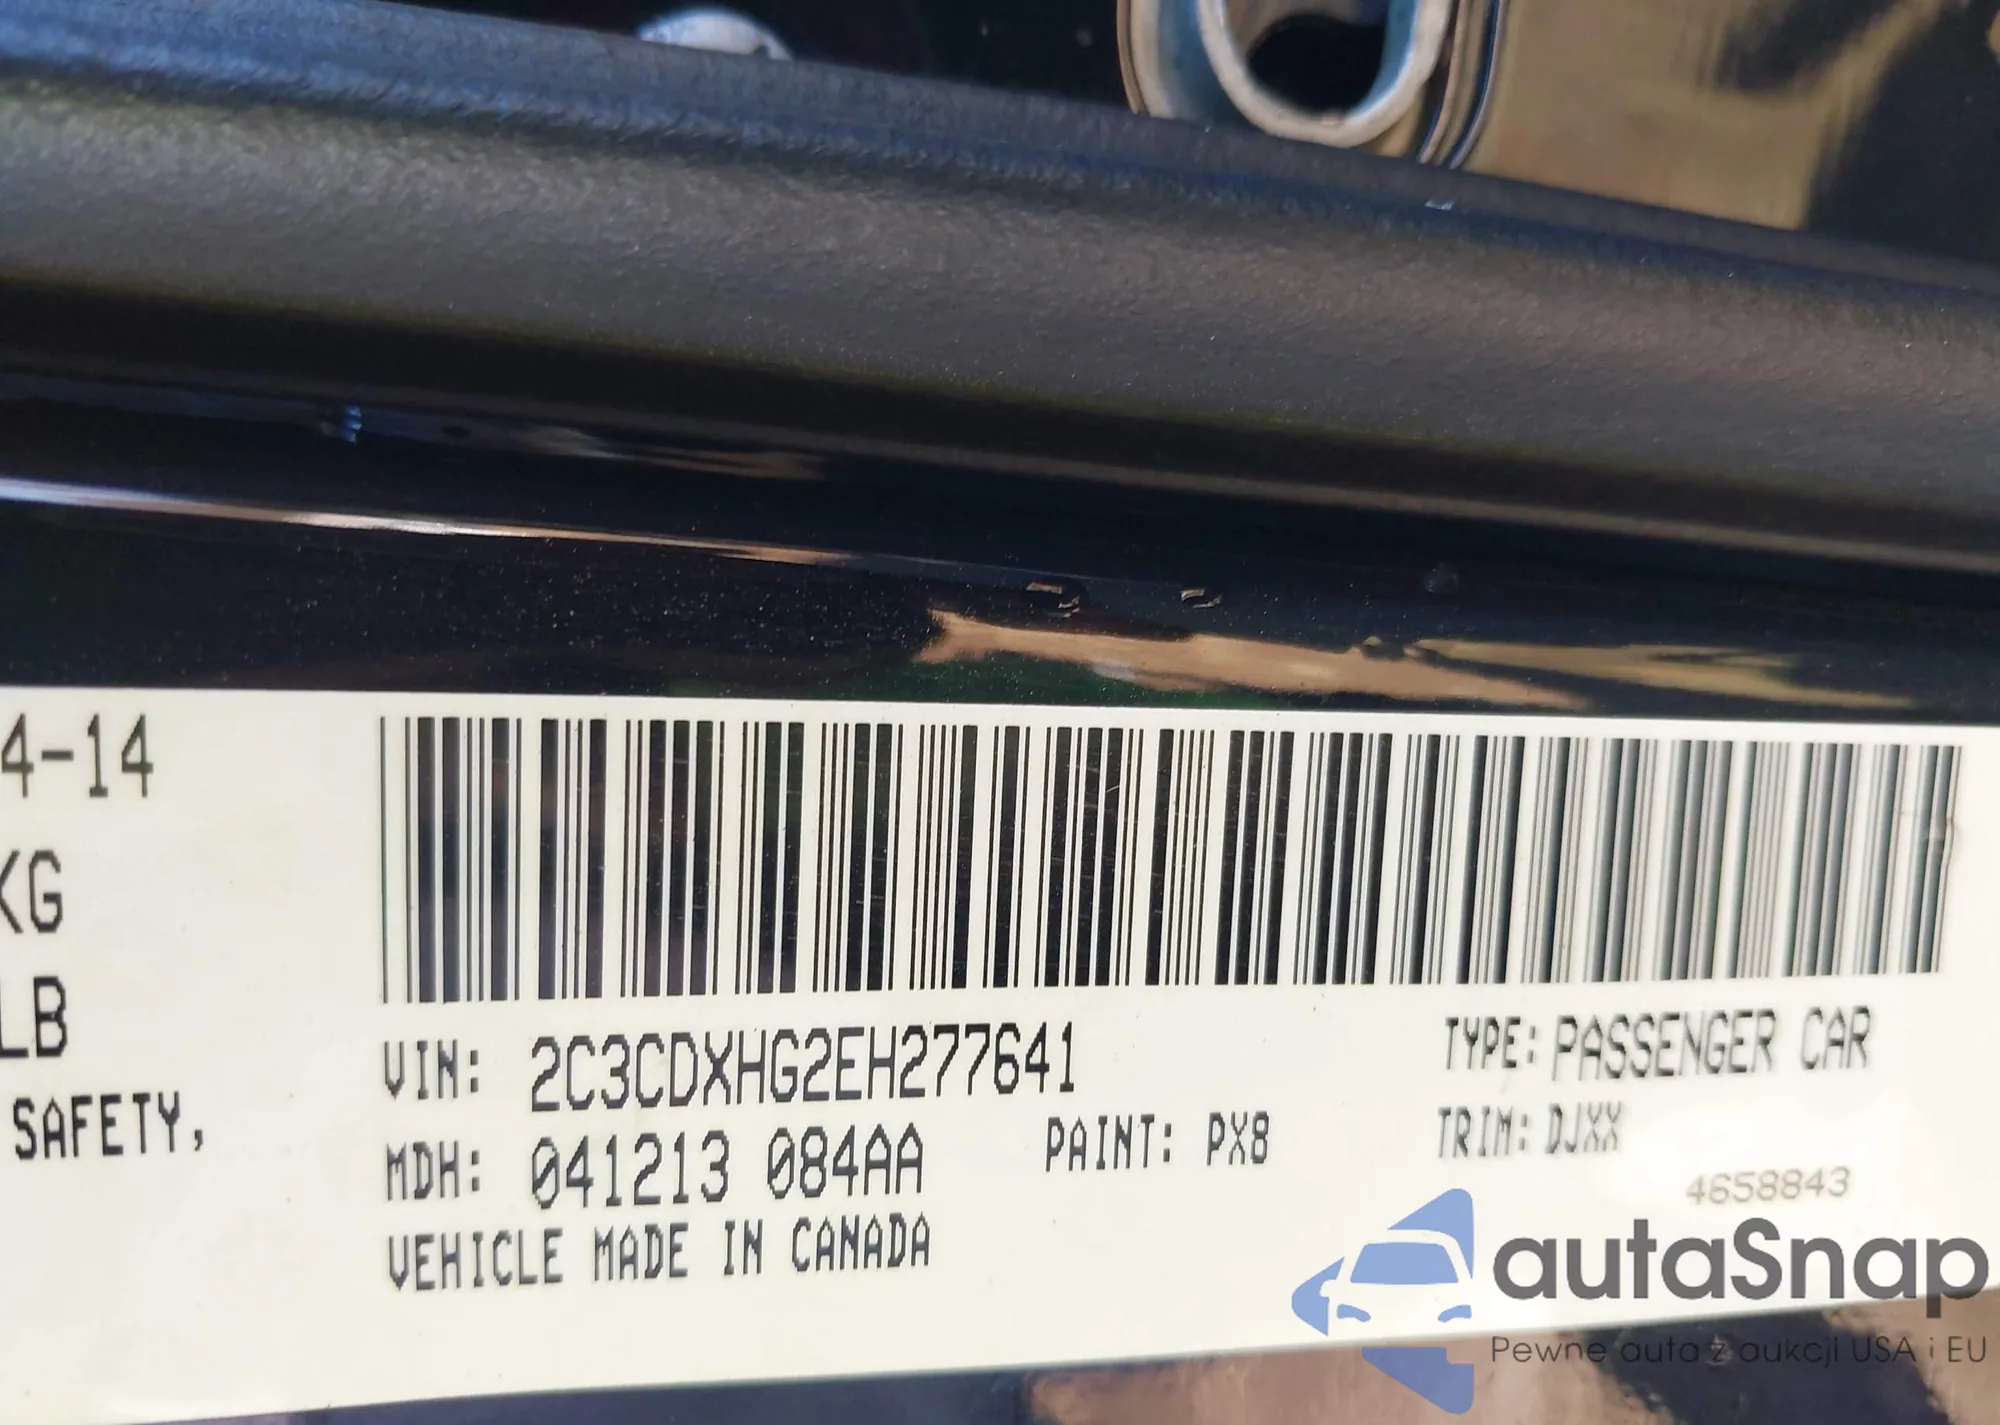 4-14
KG
LB
SAFETY,
VIN: 2C3CDXHG2EH277641
MDH: 041213 084AA
PAINT: PX8
VEHICLE MADE IN CANADA
TYPE: PASSENGER CAR
TRIM: DJXX
4658843
autaSnap
Pewne auta z aukcji USA i EU